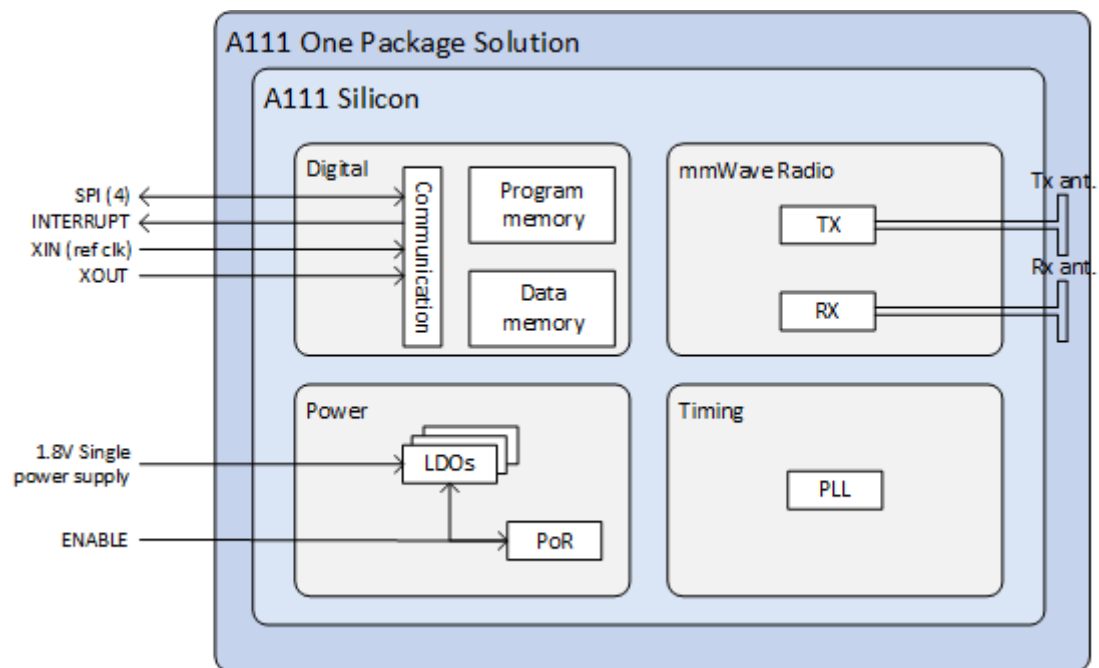 A111 One Package Solution
A111 Silicon
Digital
Communication
Program
memory
Data
memory
mmWave Radio
TX
RX
Tx ant.
Rx ant.
SPI (4)
INTERRUPT
XIN (ref clk)
XOUT
Power
LDOs
PoR
1.8V Single
power supply
ENABLE
Timing
PLL